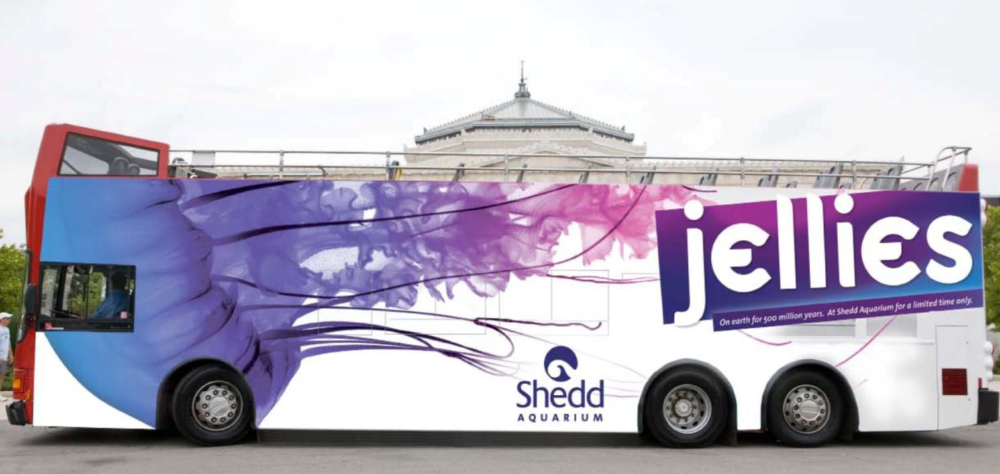 jellies
On earth for 500 million years. At Shedd Aquarium for a limited time only.
Shedd
AQUARIUM